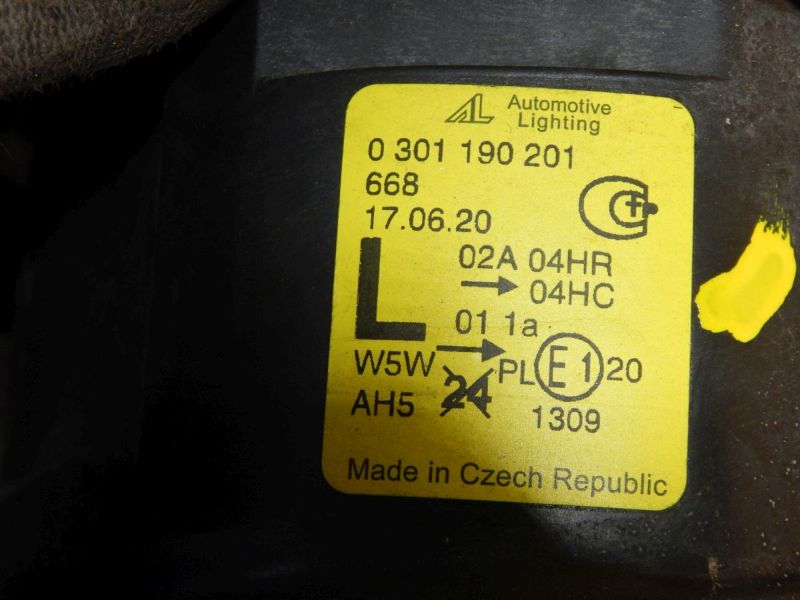 AL Automotive
Lighting
0 301 190 201
668
17.06.20
L
02A 04HR
→ 04HC
01 1a
→
W5W
24
PL E1 20
AH5
1309
Made in Czech Republic